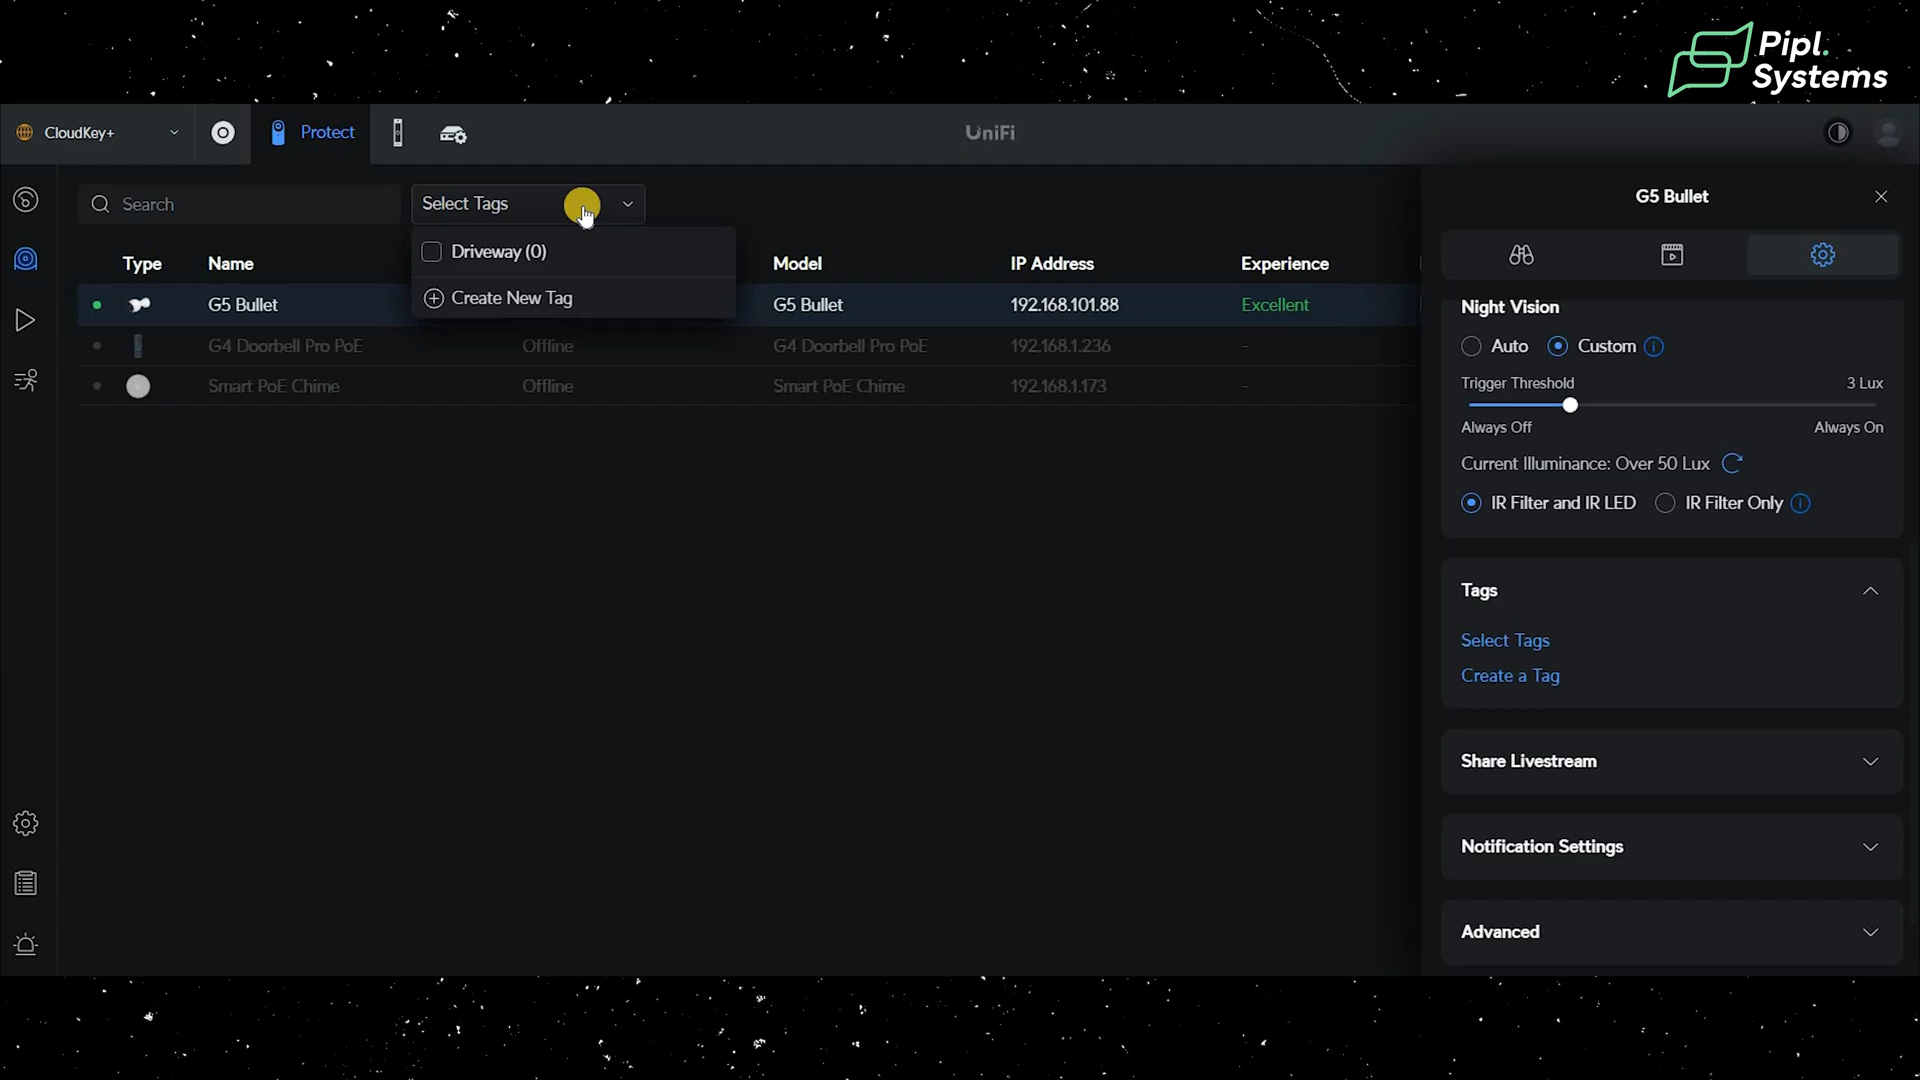 Pipl.
Systems
CloudKey+
Protect
UniFi
Search
Select Tags
Driveway (0)
Create New Tag
Type Name Model IP Address Experience
G5 Bullet G5 Bullet 192.168.101.88 Excellent
G4 Doorbell Pro PoE Offline G4 Doorbell Pro PoE 192.168.1.236 -
Smart PoE Chime Offline Smart PoE Chime 192.168.1.173 -
G5 Bullet
Night Vision
Auto Custom
Trigger Threshold 3 Lux
Always Off Always On
Current Illuminance: Over 50 Lux
IR Filter and IR LED IR Filter Only
Tags
Select Tags
Create a Tag
Share Livestream
Notification Settings
Advanced